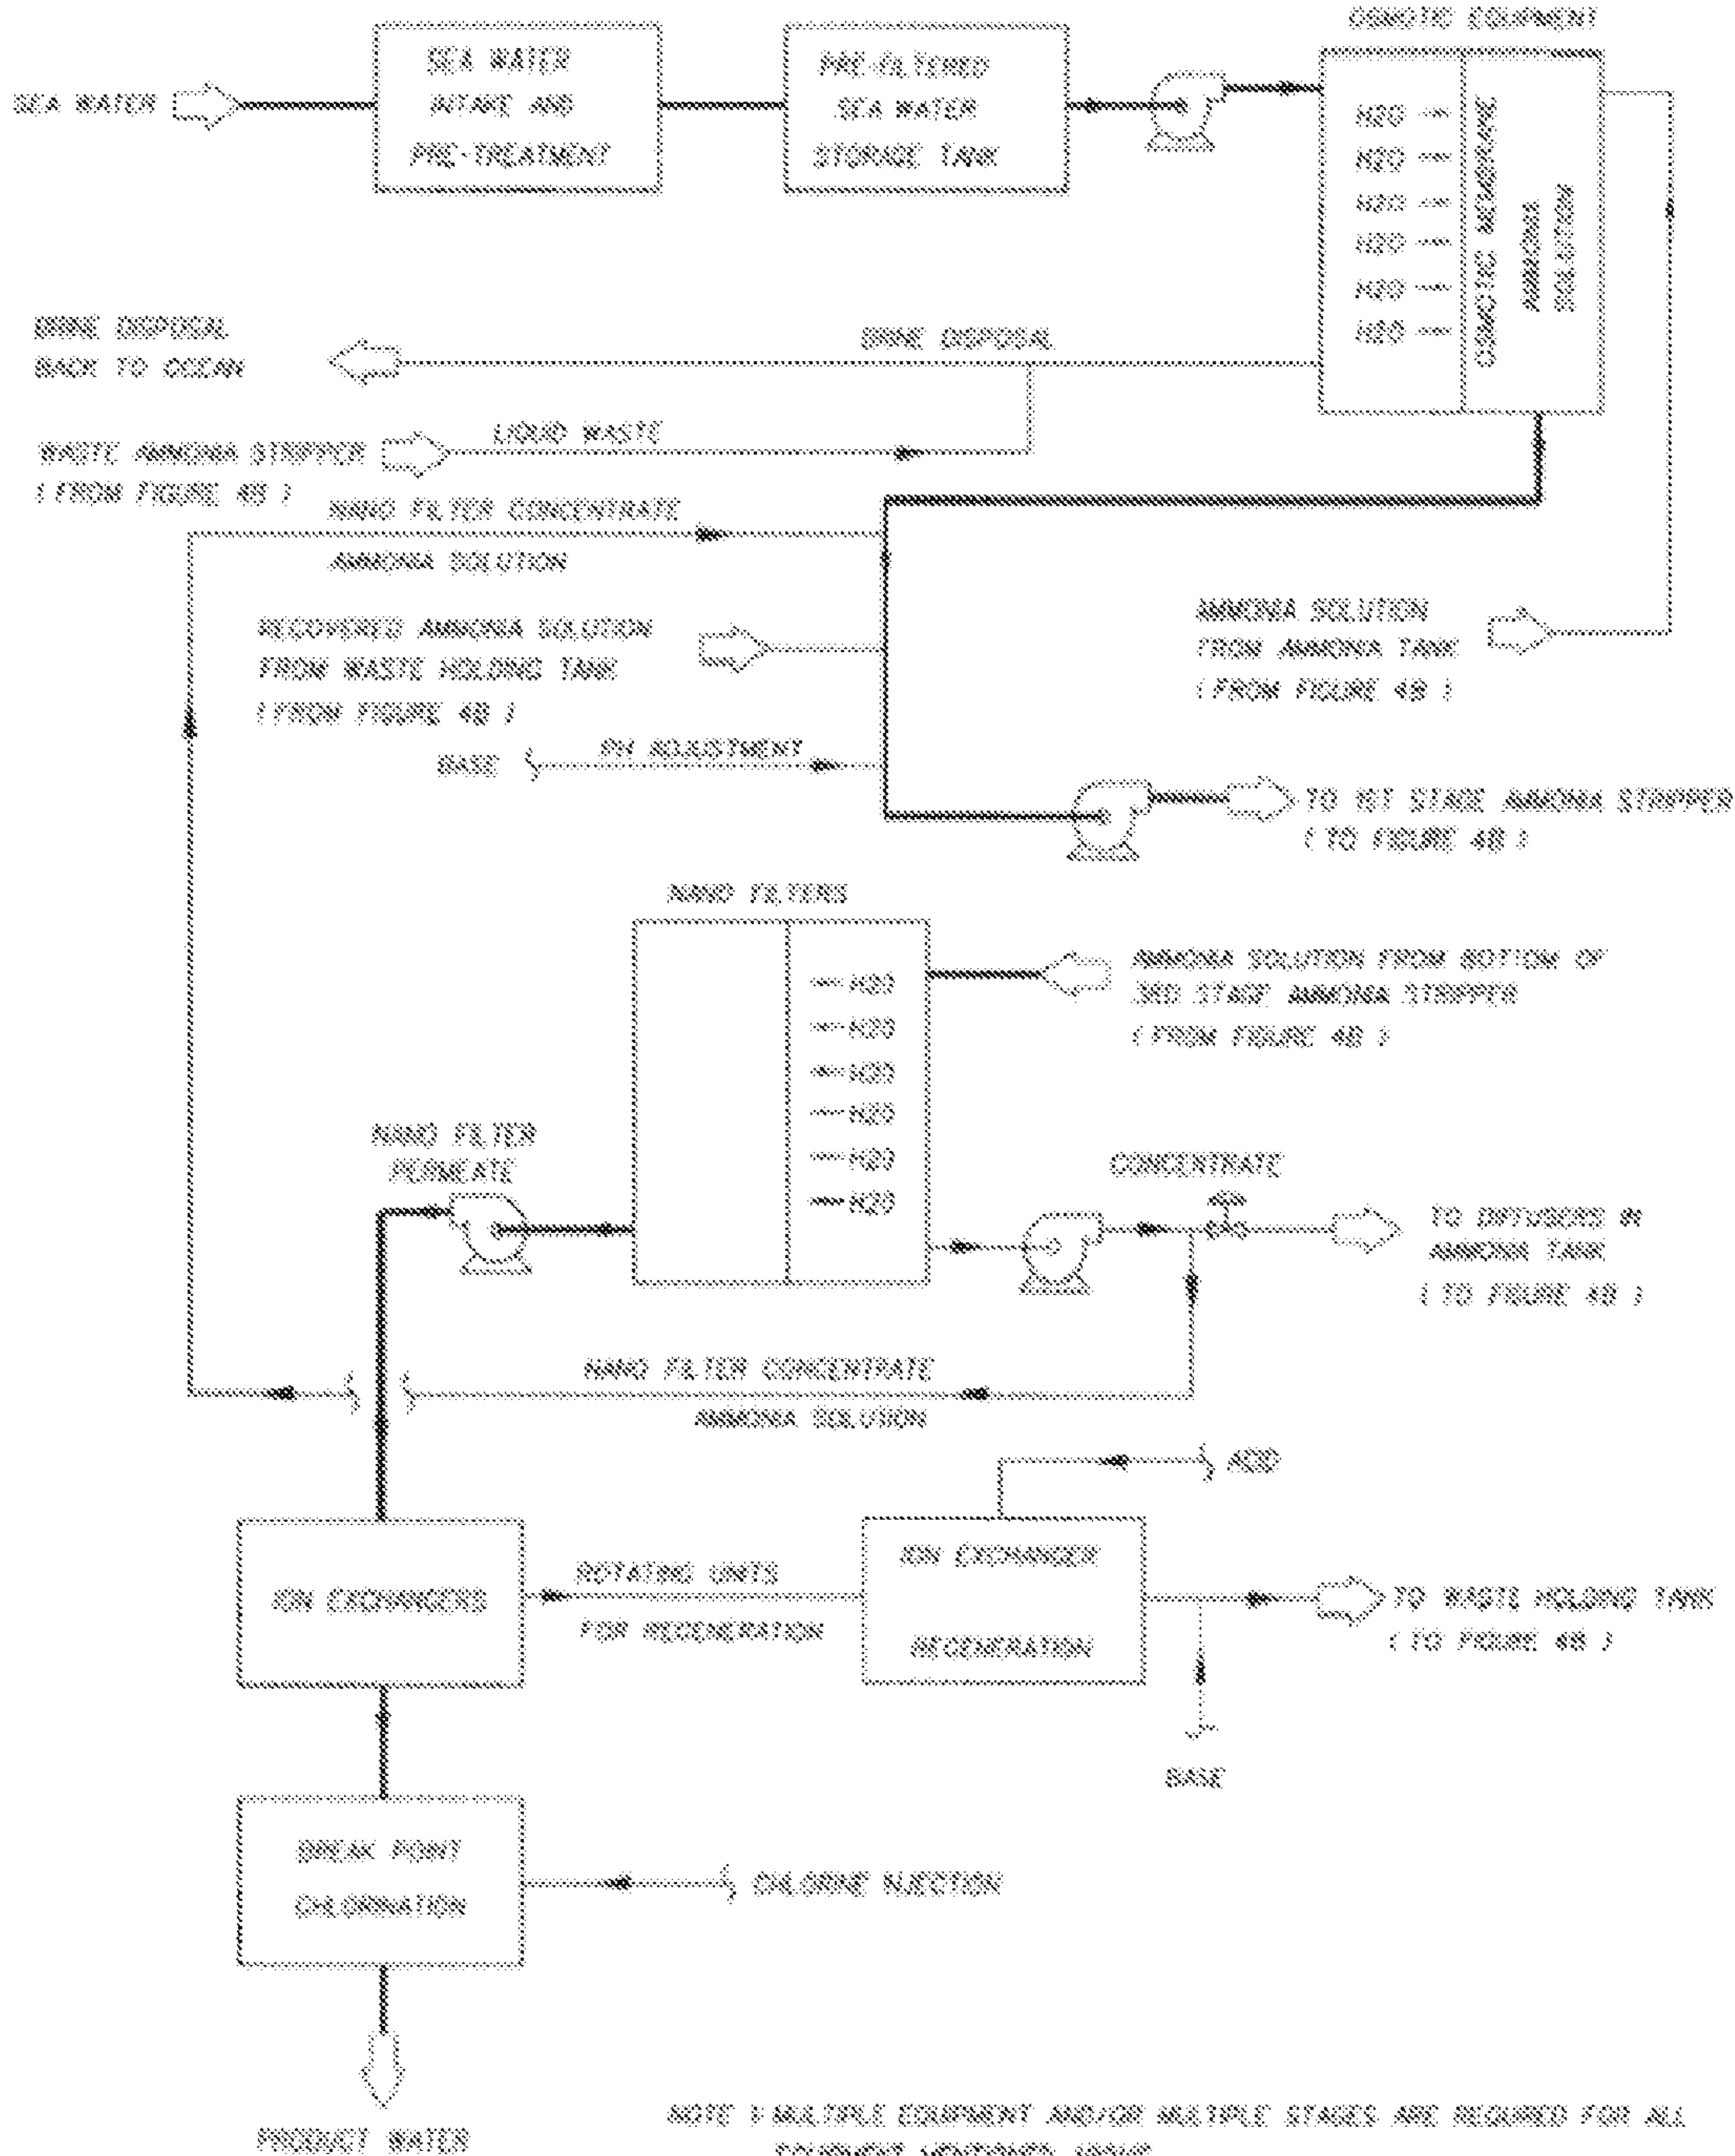 OSMOTIC EQUIPMENT
SEA WATER
SEA WATER
INTAKE AND
PRE-TREATMENT
PRE-FILTERED
SEA WATER
STORAGE TANK
H2O
H2O
H2O
H2O
H2O
H2O
OSMOTIC MEMBRANE
AMMONIA
SOLUTION
BRINE DISPOSAL
BACK TO OCEAN
BRINE DISPOSAL
WASTE AMMONIA STRIPPER
( FROM FIGURE 4B )
LIQUID WASTE
NANO FILTER CONCENTRATE
AMMONIA SOLUTION
RECOVERED AMMONIA SOLUTION
FROM WASTE HOLDING TANK
( FROM FIGURE 4B )
AMMONIA SOLUTION
FROM AMMONIA TANK
( FROM FIGURE 4B )
BASE
PH ADJUSTMENT
TO 1ST STAGE AMMONIA STRIPPER
( TO FIGURE 4B )
NANO FILTERS
H2O
H2O
H2O
H2O
H2O
H2O
AMMONIA SOLUTION FROM BOTTOM OF
3RD STAGE AMMONIA STRIPPER
( FROM FIGURE 4B )
NANO FILTER
PERMEATE
CONCENTRATE
TO DIFFUSERS IN
AMMONIA TANK
( TO FIGURE 4B )
NANO FILTER CONCENTRATE
AMMONIA SOLUTION
ACID
ION EXCHANGERS
ROTATING UNITS
FOR REGENERATION
ION EXCHANGER
REGENERATION
TO WASTE HOLDING TANK
( TO FIGURE 4B )
BASE
BREAK POINT
CHLORINATION
CHLORINE INJECTION
PRODUCT WATER
NOTE 1: MULTIPLE EQUIPMENT AND/OR MULTIPLE STAGES ARE REQUIRED FOR ALL
EQUIPMENT MENTIONED